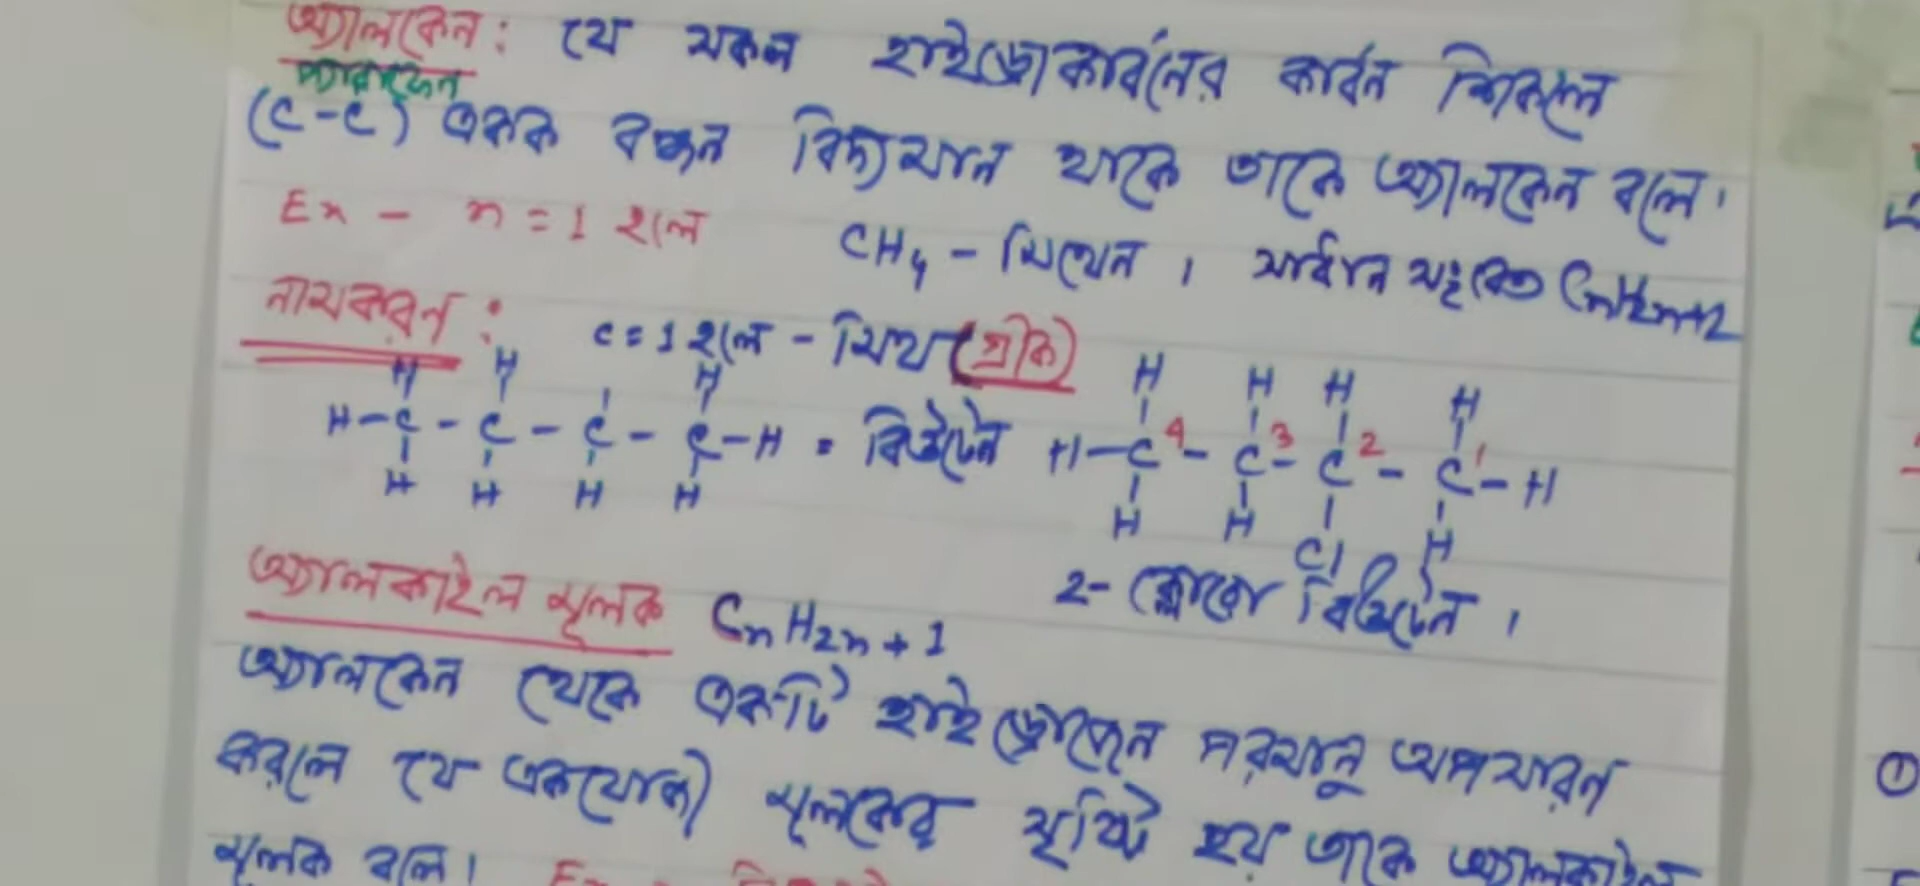 অ্যালকেন: যে সকল হাইড্রোকার্বনের কার্বন শিকলে
প্যারাফেন
(C-C) একক বন্ধন বিদ্যমান থাকে তাকে অ্যালকেন বলে।
Ex - n = 1 হলে CH4 - মিথেন । সার্বান সংকেত CnH2n+2
নামকরণ: C = 1 হলে - মিথ (গ্রীক)
H H H H H H H
H-C-C-C-C-H = বিউটেন H-C4-C3-C2-C1-H
H H H H H H Cl H
2- ক্লোরো বিউটেন ।
অ্যালকাইল মূলক CnH2n+1
অ্যালকেন থেকে একটি হাইড্রোজেন পরমানু অপসারন
করলে যে একযোজী মূলকের সৃষ্টি হয় তাকে অ্যালকাইল
মূলক বলে। Ex